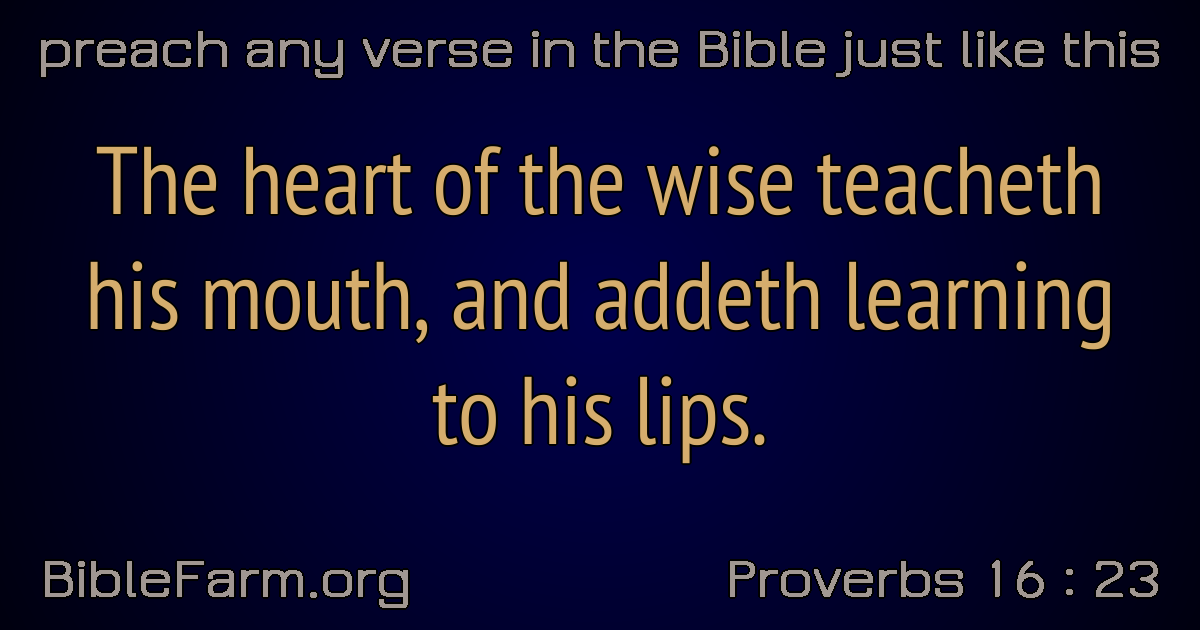 preach any verse in the Bible just like this
The heart of the wise teacheth
his mouth, and addeth learning
to his lips.
BibleFarm.org
Proverbs 16 : 23